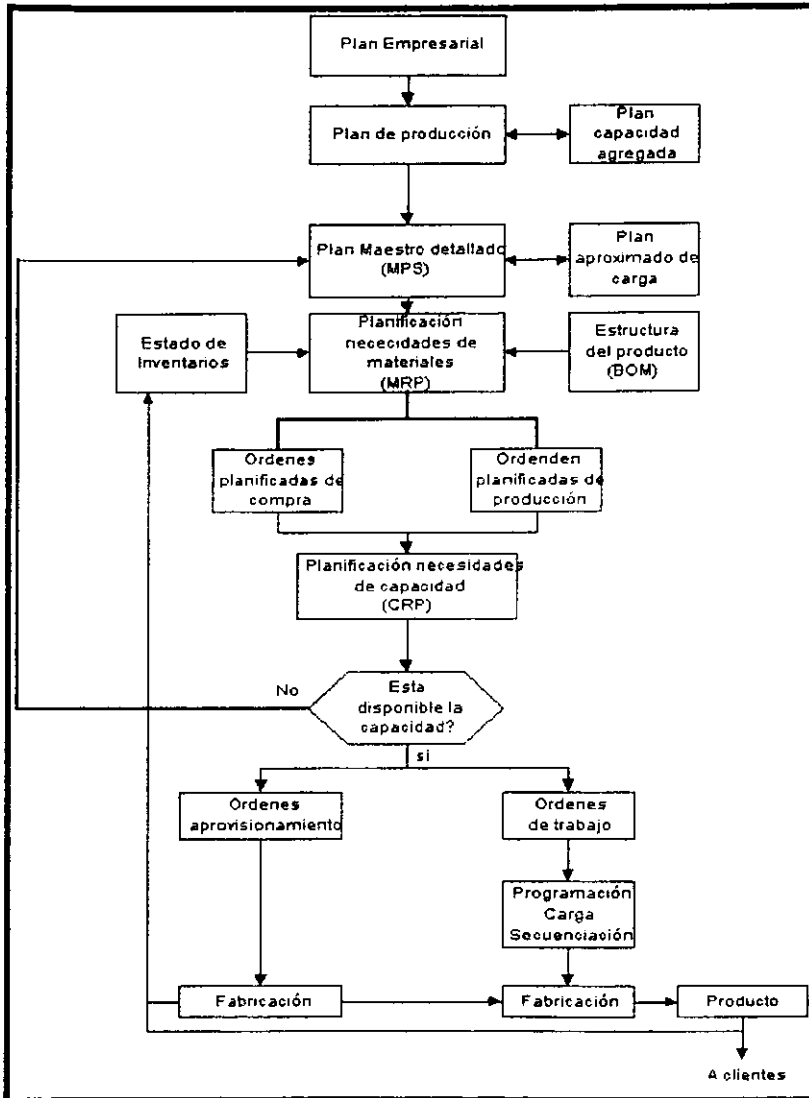 Plan Empresarial
Plan de producción
Plan
capacidad
agregada
Plan Maestro detallado
(MPS)
Plan
aproximado de
carga
Estado de
Inventarios
Planificación
nececidades de
materiales
(MRP)
Estructura
del producto
(BOM)
Ordenes
planificadas de
compra
Ordenden
planificadas de
producción
Planificación necesidades
de capacidad
(CRP)
No
Esta
disponible la
capacidad?
si
Ordenes
aprovisionamiento
Ordenes
de trabajo
Programación
Carga
Secuenciación
Fabricación
Fabricación
Producto
A clientes